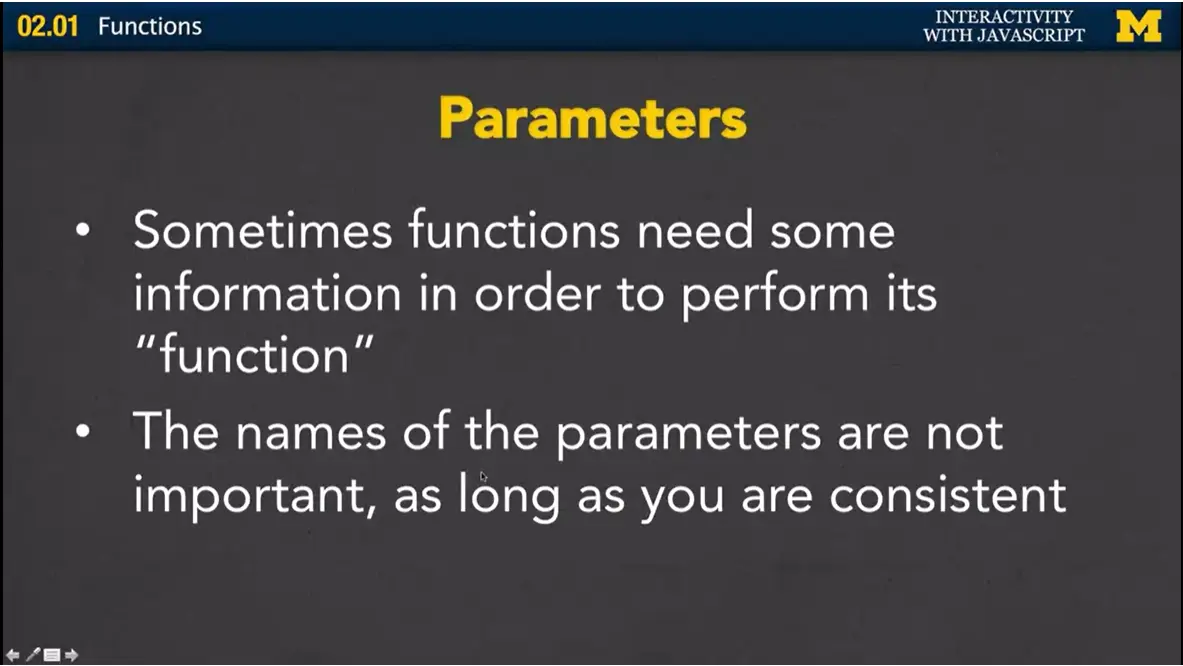 02.01 Functions
INTERACTIVITY
WITH JAVASCRIPT
M
Parameters
• Sometimes functions need some
information in order to perform its
“function”
• The names of the parameters are not
important, as long as you are consistent